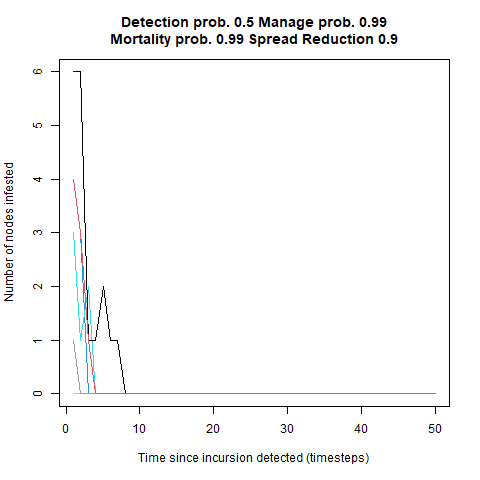 Detection prob. 0.5 Manage prob. 0.99
Mortality prob. 0.99 Spread Reduction 0.9
Number of nodes infested
6
5
4
3
2
1
0
0 10 20 30 40 50
Time since incursion detected (timesteps)